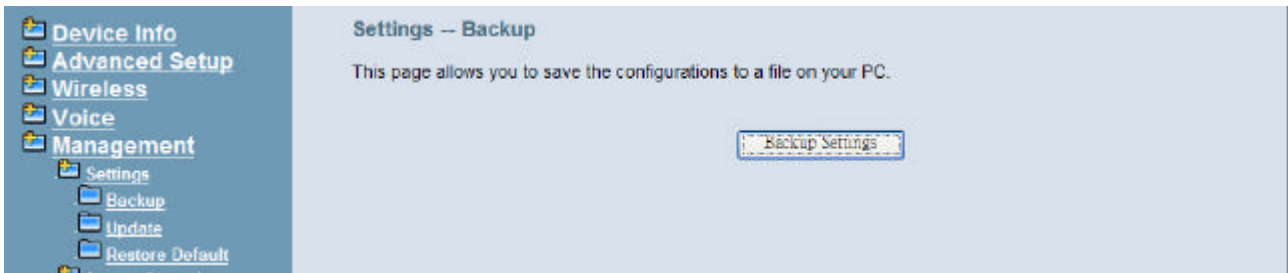 Device Info
Advanced Setup
Wireless
Voice
Management
Settings
Backup
Update
Restore Default
Settings -- Backup
This page allows you to save the configurations to a file on your PC.
Backup Settings